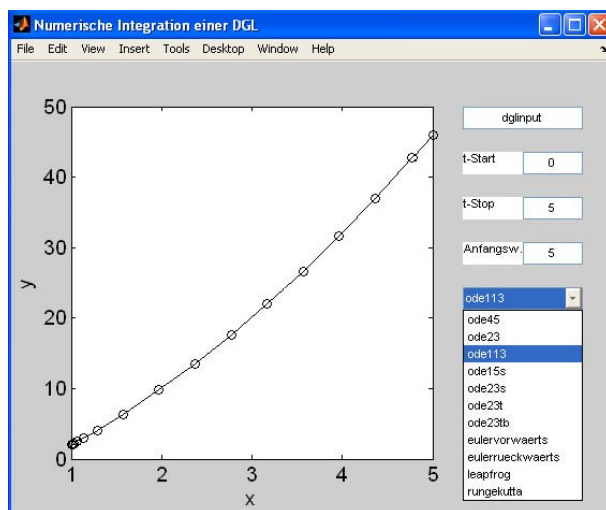 Numerische Integration einer DGL
File Edit View Insert Tools Desktop Window Help
50
40
30
20
10
0
y
1 2 3 4 5
x
dglinput
t-Start 0
t-Stop 5
Anfangsw. 5
ode113
ode45
ode23
ode113
ode15s
ode23s
ode23t
ode23tb
eulervorwaerts
eulerrueckwaerts
leapfrog
rungekutta